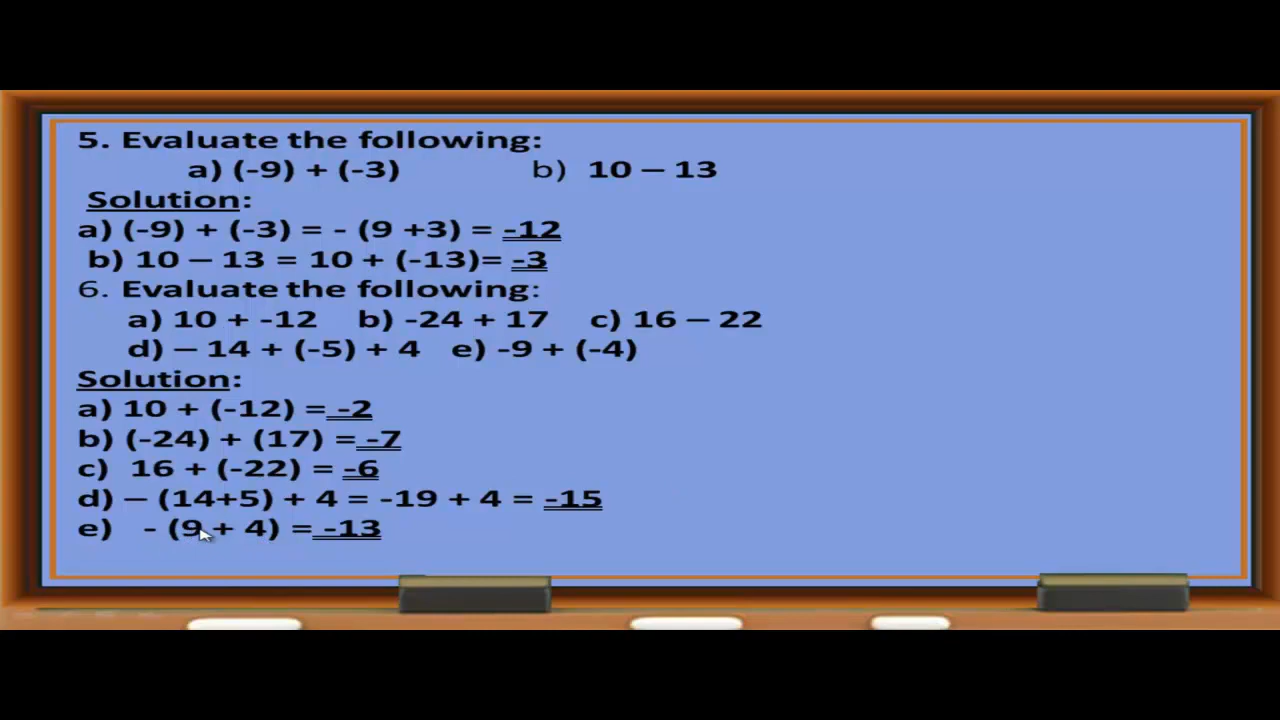 5. Evaluate the following:
a) (-9) + (-3) b) 10 – 13
Solution:
a) (-9) + (-3) = - (9 +3) = -12
b) 10 – 13 = 10 + (-13)= -3
6. Evaluate the following:
a) 10 + -12 b) -24 + 17 c) 16 – 22
d) – 14 + (-5) + 4 e) -9 + (-4)
Solution:
a) 10 + (-12) = -2
b) (-24) + (17) = -7
c) 16 + (-22) = -6
d) – (14+5) + 4 = -19 + 4 = -15
e) - (9 + 4) = -13